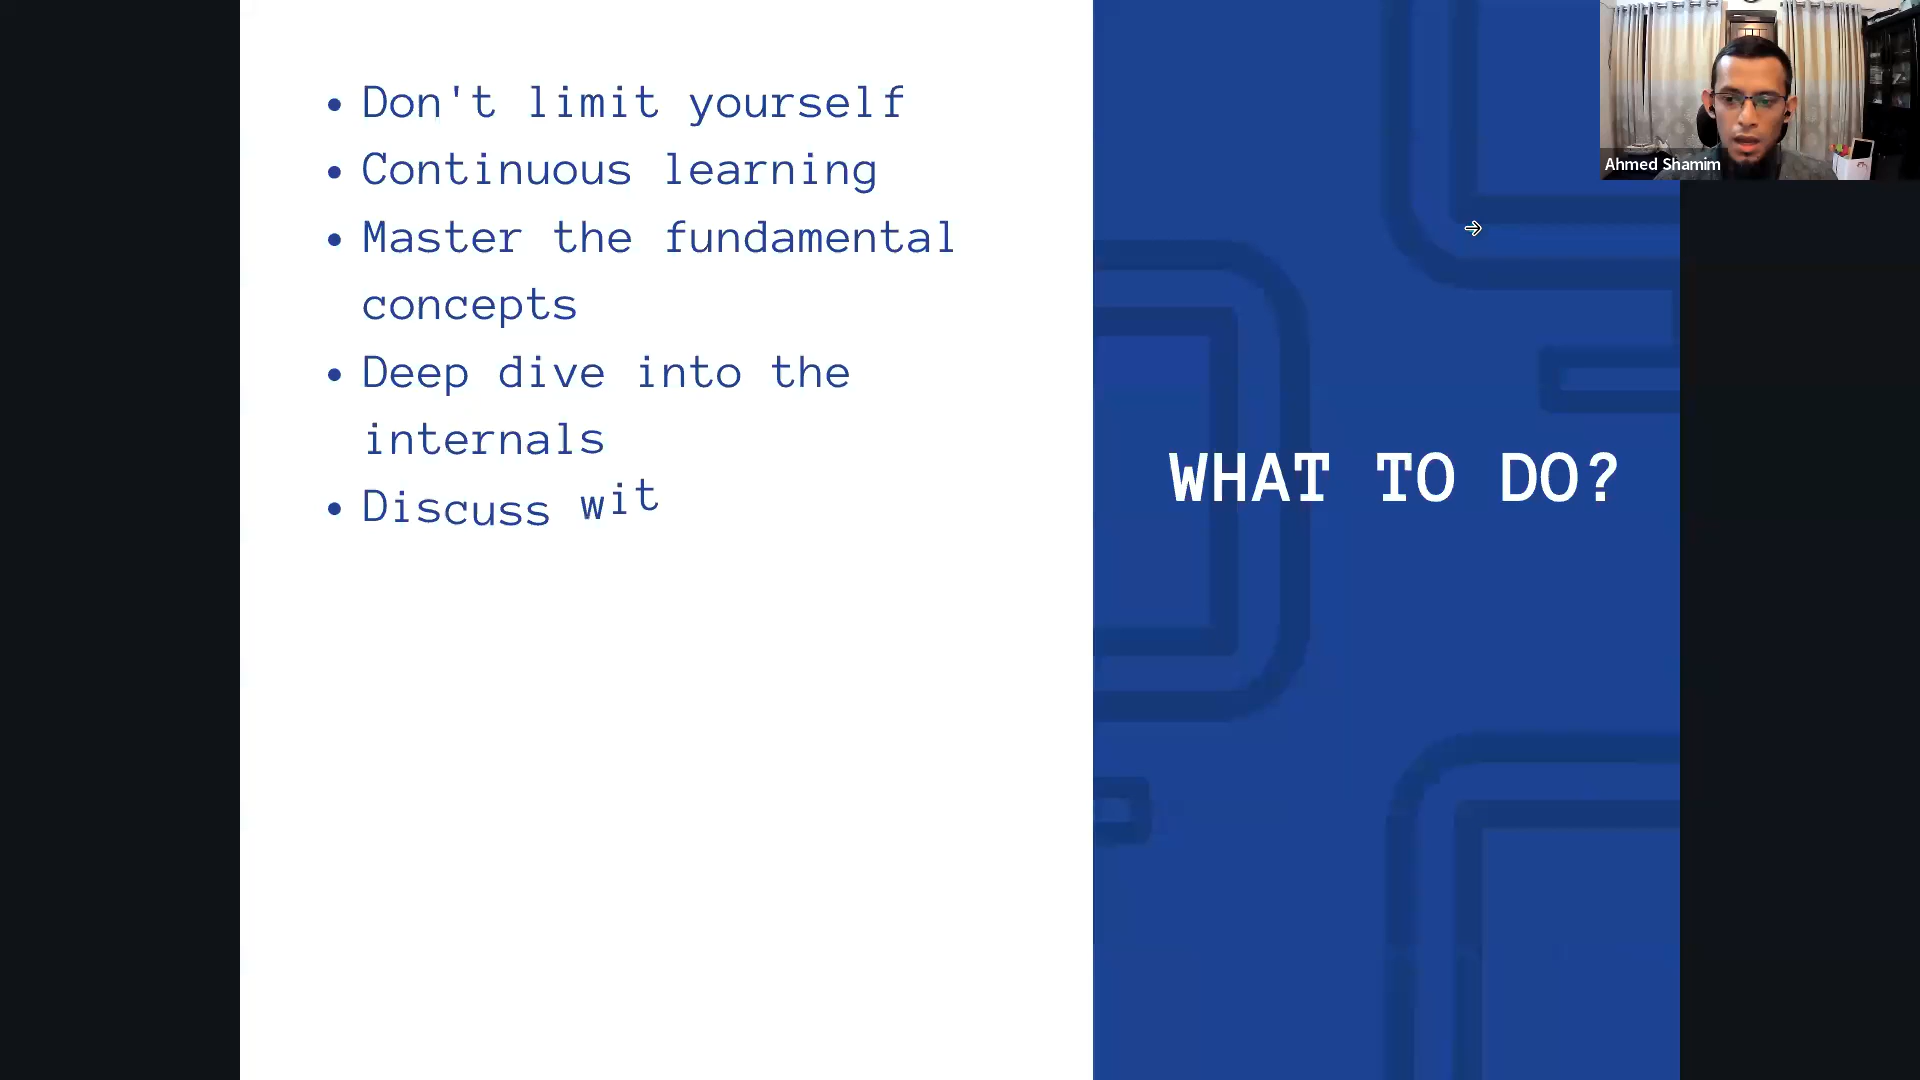 • Don't limit yourself
• Continuous learning
• Master the fundamental
concepts
• Deep dive into the
internals
• Discuss wit
WHAT TO DO?
Ahmed Shamim